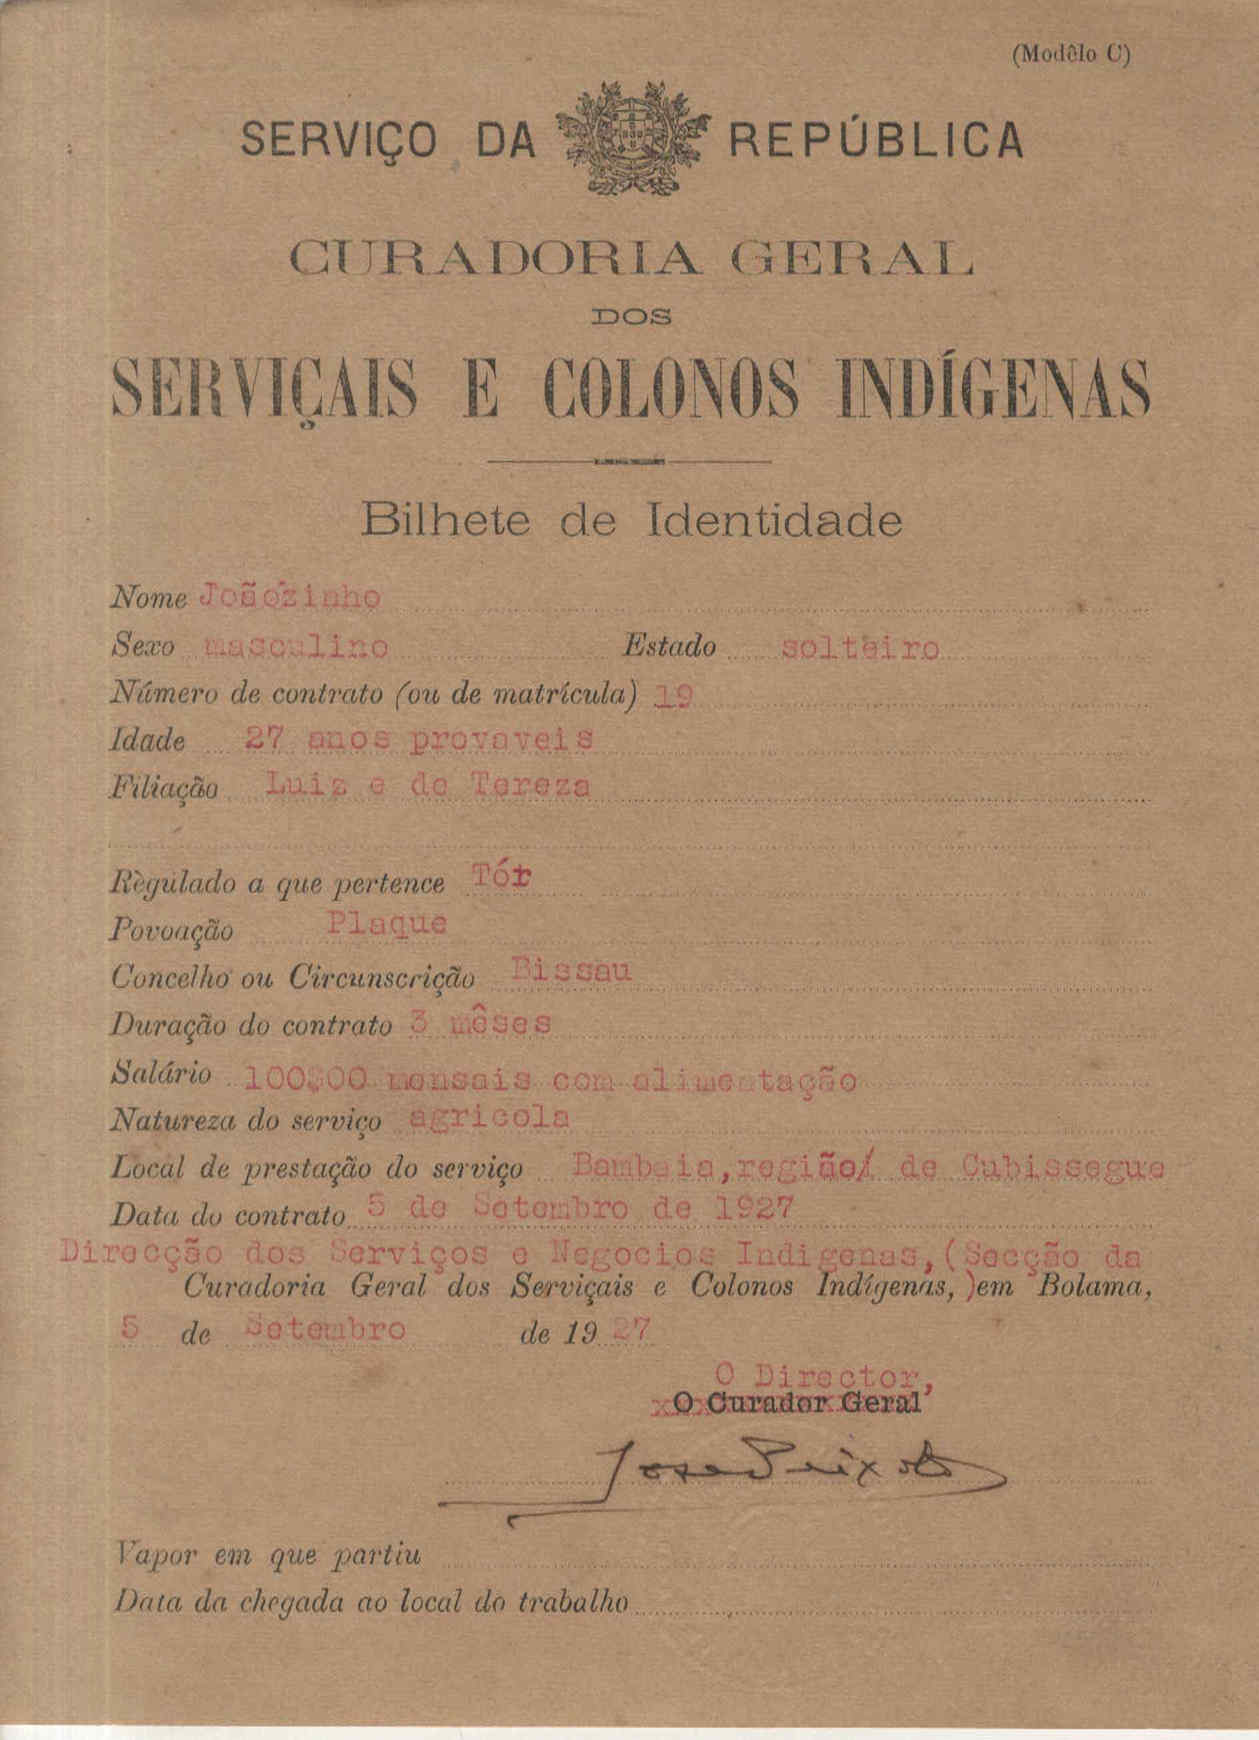 (Modêlo C)
SERVIÇO DA REPÚBLICA
CURADORIA GERAL
DOS
SERVIÇAIS E COLONOS INDÍGENAS
Bilhete de Identidade
Nome Joãozinho
Sexo masculino Estado solteiro
Número de contrato (ou de matrícula) 19
Idade 27 anos provaveis
Filiação Luiz e de Tereza
Règulado a que pertence Tór
Povoação Plaque
Concelho ou Circunscrição Bissau
Duração do contrato 3 mêses
Salário 100$00 mensais com alimentação
Natureza do serviço agricola
Local de prestação do serviço Bambaia, região/ de Cubissegue
Data do contrato 5 de Setembro de 1927
Direcção dos Serviços e Negocios Indigenas, (Secção da
Curadoria Geral dos Serviçais e Colonos Indígenas, )em Bolama,
5 de Setembro de 1927
O Director,
O Curador Geral
Jose Peixoto
Vapor em que partiu
Data da chegada ao local do trabalho